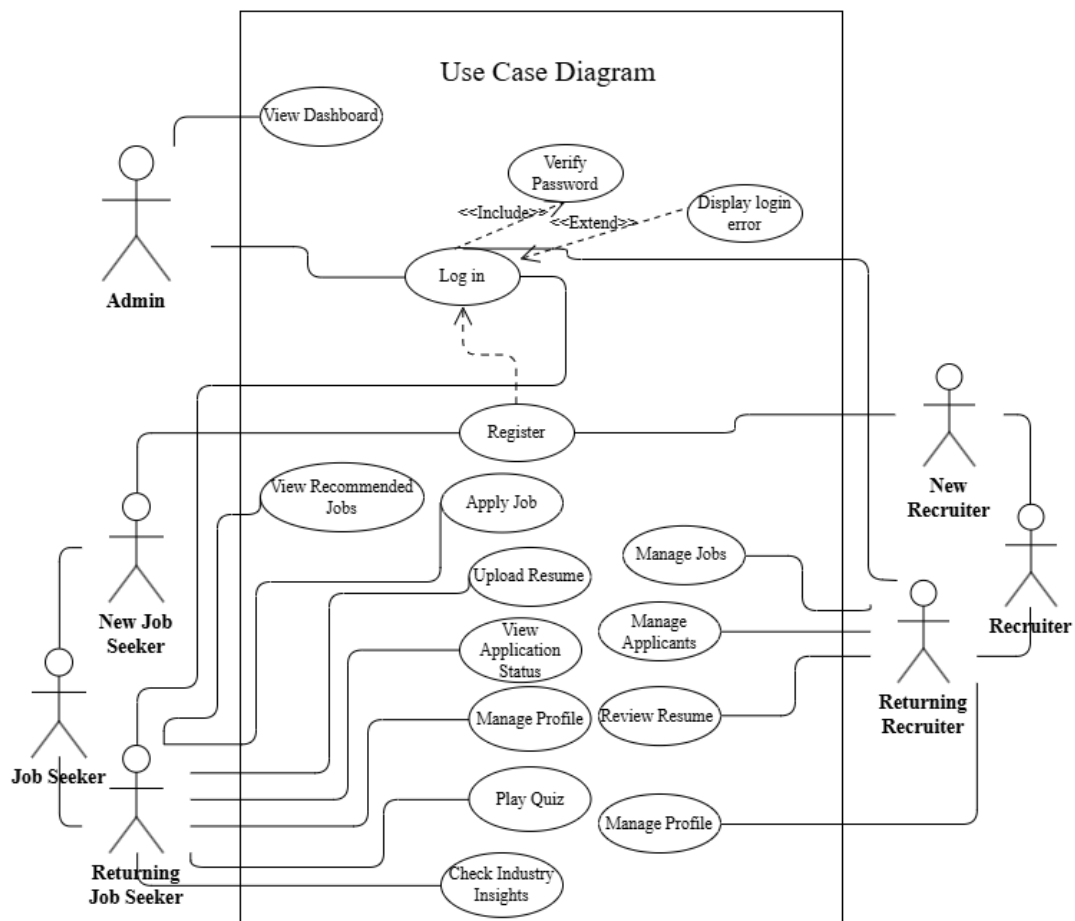 Use Case Diagram
View Dashboard
Verify
Password
<<Include>>
<<Extend>>
Display login
error
Log in
Admin
Register
New
Recruiter
View Recommended
Jobs
Apply Job
Manage Jobs
Upload Resume
New Job
Seeker
View
Application
Status
Manage
Applicants
Recruiter
Manage Profile
Review Resume
Returning
Recruiter
Job Seeker
Play Quiz
Manage Profile
Returning
Job Seeker
Check Industry
Insights